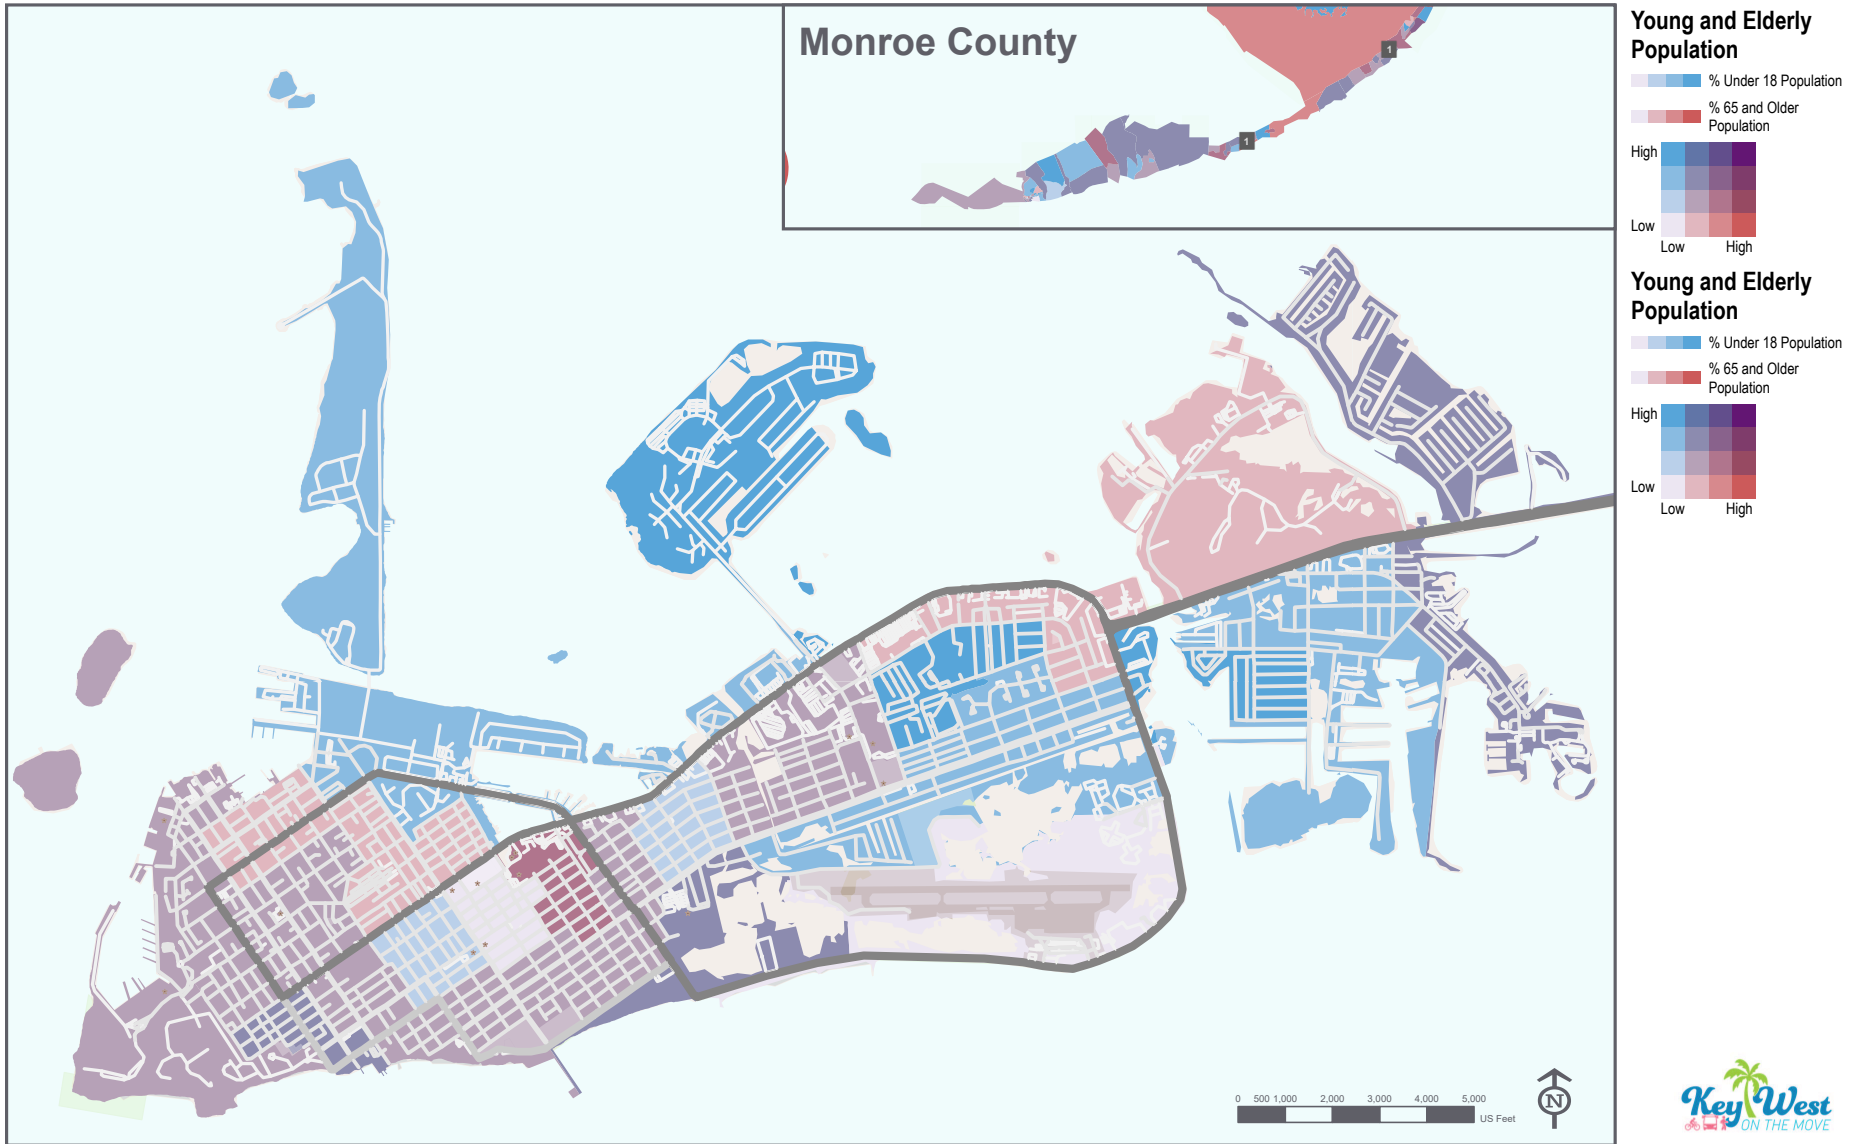 Monroe County
1
1
Young and Elderly
Population
% Under 18 Population
% 65 and Older
Population
High
Low
Low High
Young and Elderly
Population
% Under 18 Population
% 65 and Older
Population
High
Low
Low High
0 500 1,000 2,000 3,000 4,000 5,000
US Feet
N
Key West
ON THE MOVE